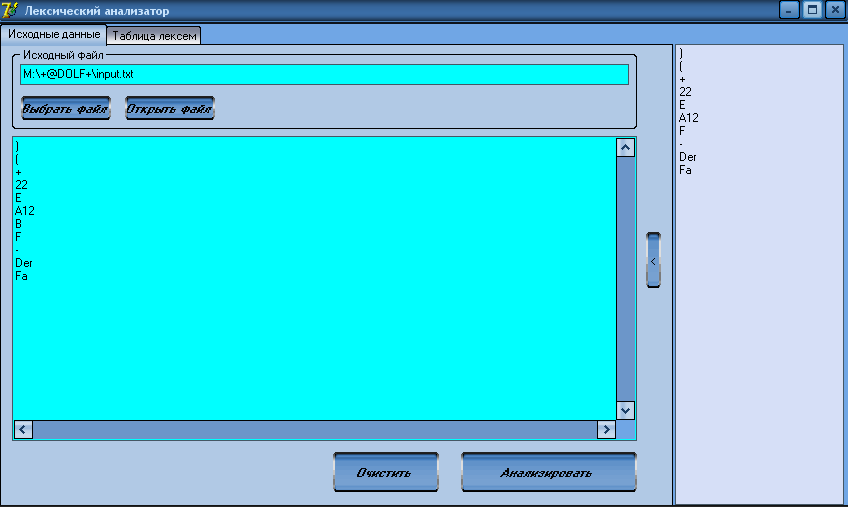 Лексический анализатор
Исходные данные
Таблица лексем
Исходный файл
M:\+@DOLF+\input.txt
Выбрать файл
Открыть файл
)
(
+
22
E
A12
B
F
-
Der
Fa
<
Очистить
Анализировать
)
(
+
22
E
A12
F
-
Der
Fa